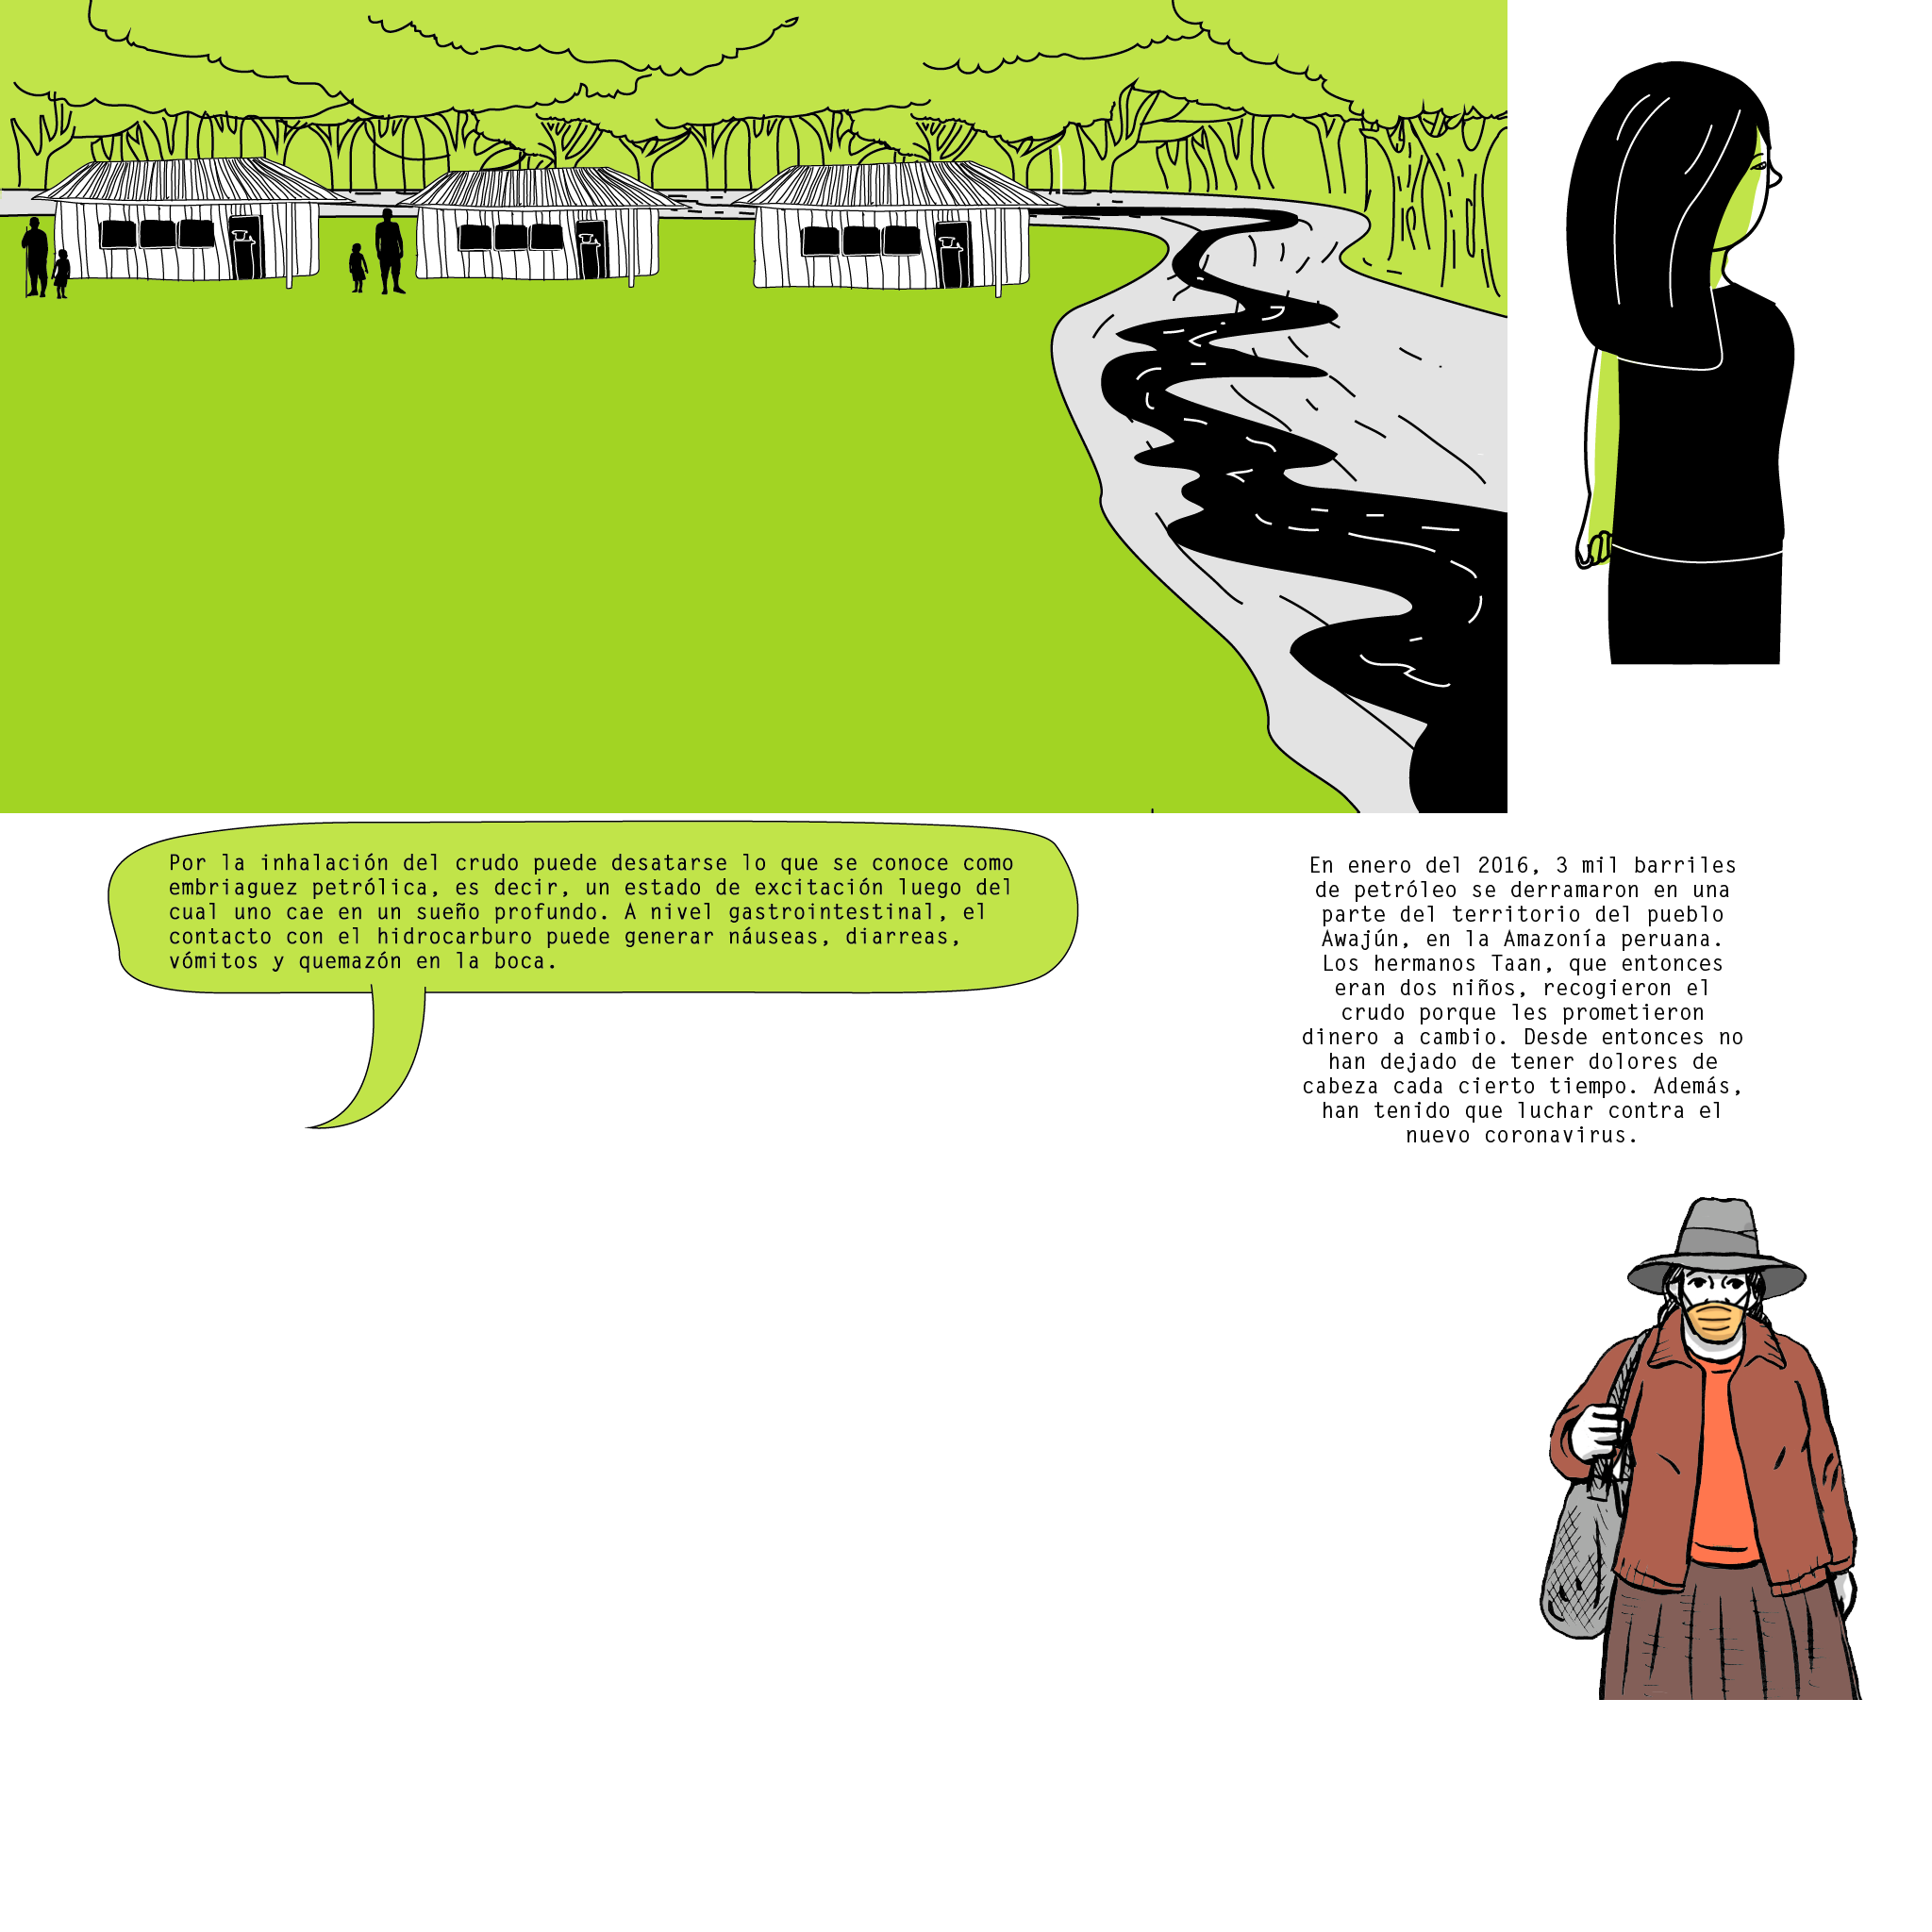 Por la inhalación del crudo puede desatarse lo que se conoce como
embriaguez petrólica, es decir, un estado de excitación luego del
cual uno cae en un sueño profundo. A nivel gastrointestinal, el
contacto con el hidrocarburo puede generar náuseas, diarreas,
vómitos y quemazón en la boca.
En enero del 2016, 3 mil barriles
de petróleo se derramaron en una
parte del territorio del pueblo
Awajún, en la Amazonía peruana.
Los hermanos Taan, que entonces
eran dos niños, recogieron el
crudo porque les prometieron
dinero a cambio. Desde entonces no
han dejado de tener dolores de
cabeza cada cierto tiempo. Además,
han tenido que luchar contra el
nuevo coronavirus.